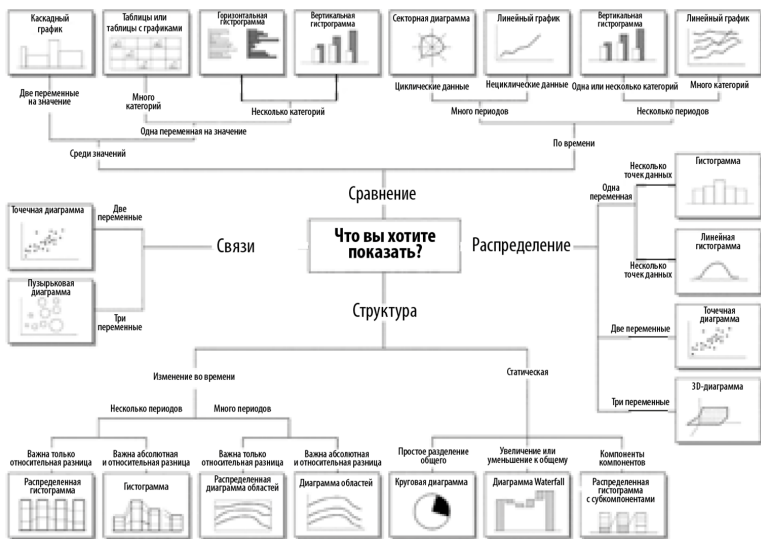 Каскадный
график
Таблицы или
таблицы с графиками
Горизонтальная
гистрограмма
Вертикальная
гистрограмма
Секторная диаграмма
Линейный график
Вертикальная
гистрограмма
Линейный график
Две переменные
на значение
Много
категорий
Несколько категорий
Циклические данные
Нециклические данные
Одна или несколько категорий
Много категорий
Одна переменная на значение
Много периодов
Несколько периодов
Среди значений
По времени
Сравнение
Что вы хотите
показать?
Связи
Две
переменные
Точечная диаграмма
Три
переменные
Пузырьковая
диаграмма
Распределение
Одна
переменная
Несколько
точек данных
Гистограмма
Несколько
точек данных
Линейная
гистограмма
Две переменные
Точечная
диаграмма
Три переменные
3D-диаграмма
Структура
Изменение во времени
Статическая
Несколько периодов
Много периодов
Важна только
относительная разница
Важна абсолютная
и относительная разница
Важна только
относительная разница
Важна абсолютная
и относительная разница
Простое разделение
общего
Увеличение или
уменьшение к общему
Компоненты
компонентов
Распределенная
гистограмма
Гистограмма
Распределенная
диаграмма областей
Диаграмма областей
Круговая диаграмма
Диаграмма Waterfall
Распределенная
гистограмма
с субкомпонентами